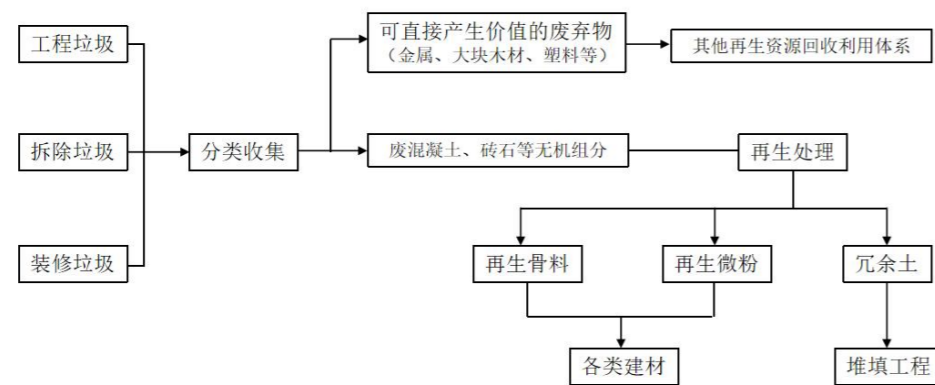 工程垃圾
拆除垃圾
装修垃圾
分类收集
可直接产生价值的废弃物
（金属、大块木材、塑料等）
其他再生资源回收利用体系
废混凝土、砖石等无机组分
再生处理
再生骨料
再生微粉
冗余土
各类建材
堆填工程